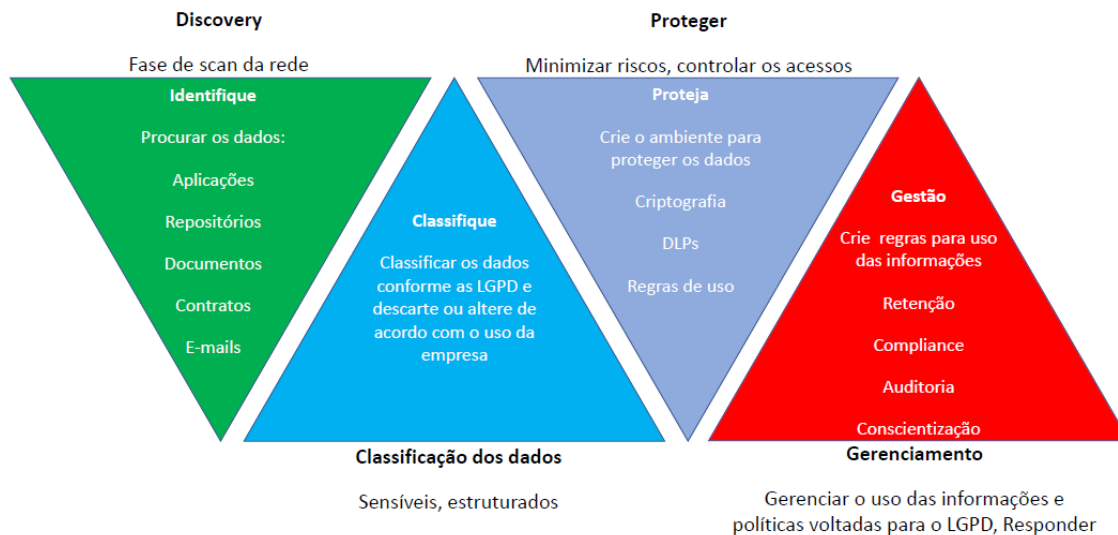 Discovery
Fase de scan da rede
Identifique
Procurar os dados:
Aplicações
Repositórios
Documentos
Contratos
E-mails
Classifique
Classificar os dados
conforme as LGPD e
descarte ou altere de
acordo com o uso da
empresa
Classificação dos dados
Sensíveis, estruturados
Proteger
Minimizar riscos, controlar os acessos
Proteja
Crie o ambiente para
proteger os dados
Criptografia
DLPs
Regras de uso
Gestão
Crie  regras para uso
das informações
Retenção
Compliance
Auditoria
Conscientização
Gerenciamento
Gerenciar o uso das informações e
políticas voltadas para o LGPD, Responder